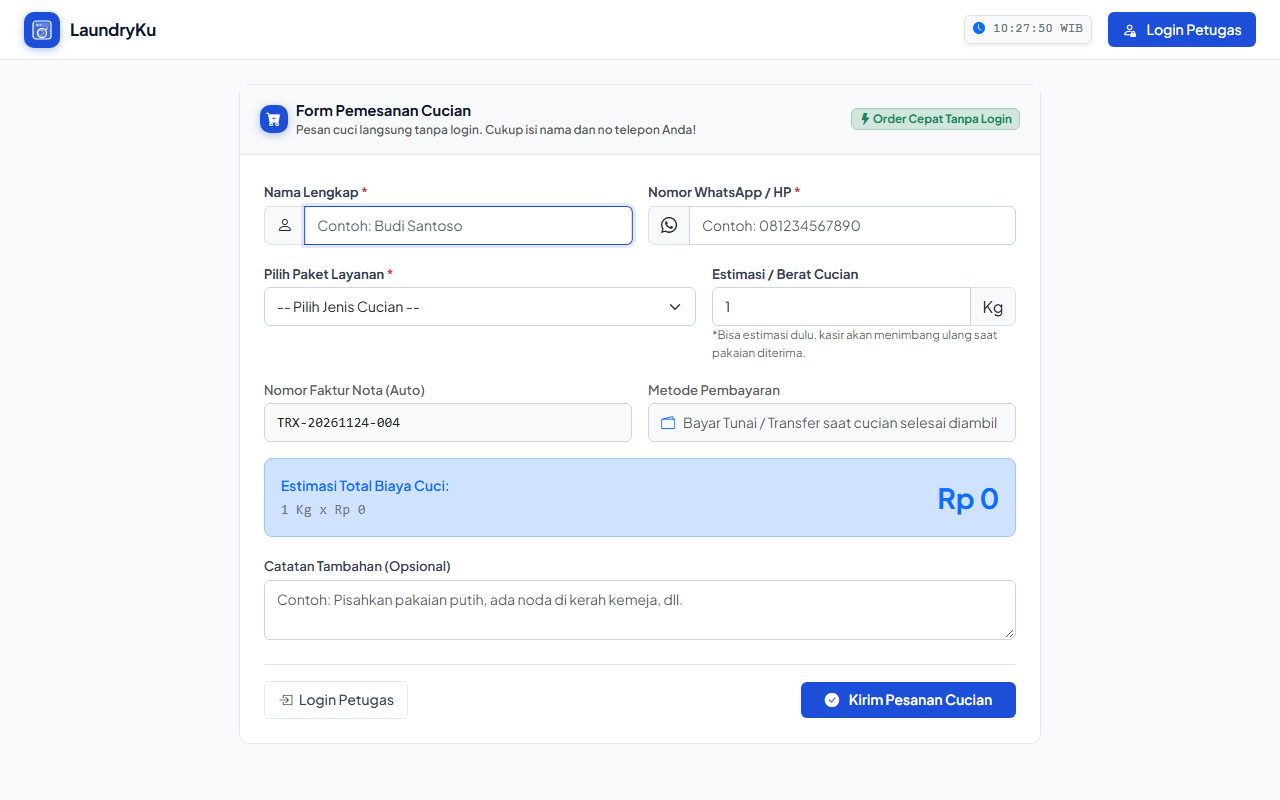 LaundryKu
10:27:50 WIB
Login Petugas
Form Pemesanan Cucian
Pesan cuci langsung tanpa login. Cukup isi nama dan no telepon Anda!
Order Cepat Tanpa Login
Nama Lengkap *
Nomor WhatsApp / HP *
Contoh: Budi Santoso
Contoh: 081234567890
Pilih Paket Layanan *
Estimasi / Berat Cucian
-- Pilih Jenis Cucian --
1
Kg
*Bisa estimasi dulu, kasir akan menimbang ulang saat
pakaian diterima.
Nomor Faktur Nota (Auto)
Metode Pembayaran
TRX-20261124-004
Bayar Tunai / Transfer saat cucian selesai diambil
Estimasi Total Biaya Cuci:
1 Kg x Rp 0
Rp 0
Catatan Tambahan (Opsional)
Contoh: Pisahkan pakaian putih, ada noda di kerah kemeja, dll.
Login Petugas
Kirim Pesanan Cucian